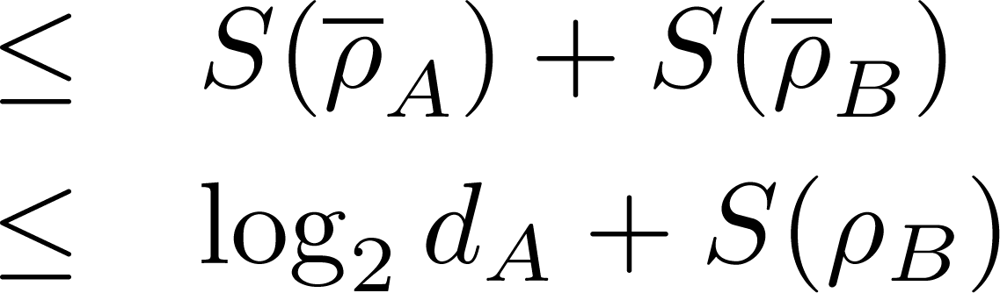 ≤ S(ρ̅_A) + S(ρ̅_B)
≤ log₂ d_A + S(ρ_B)